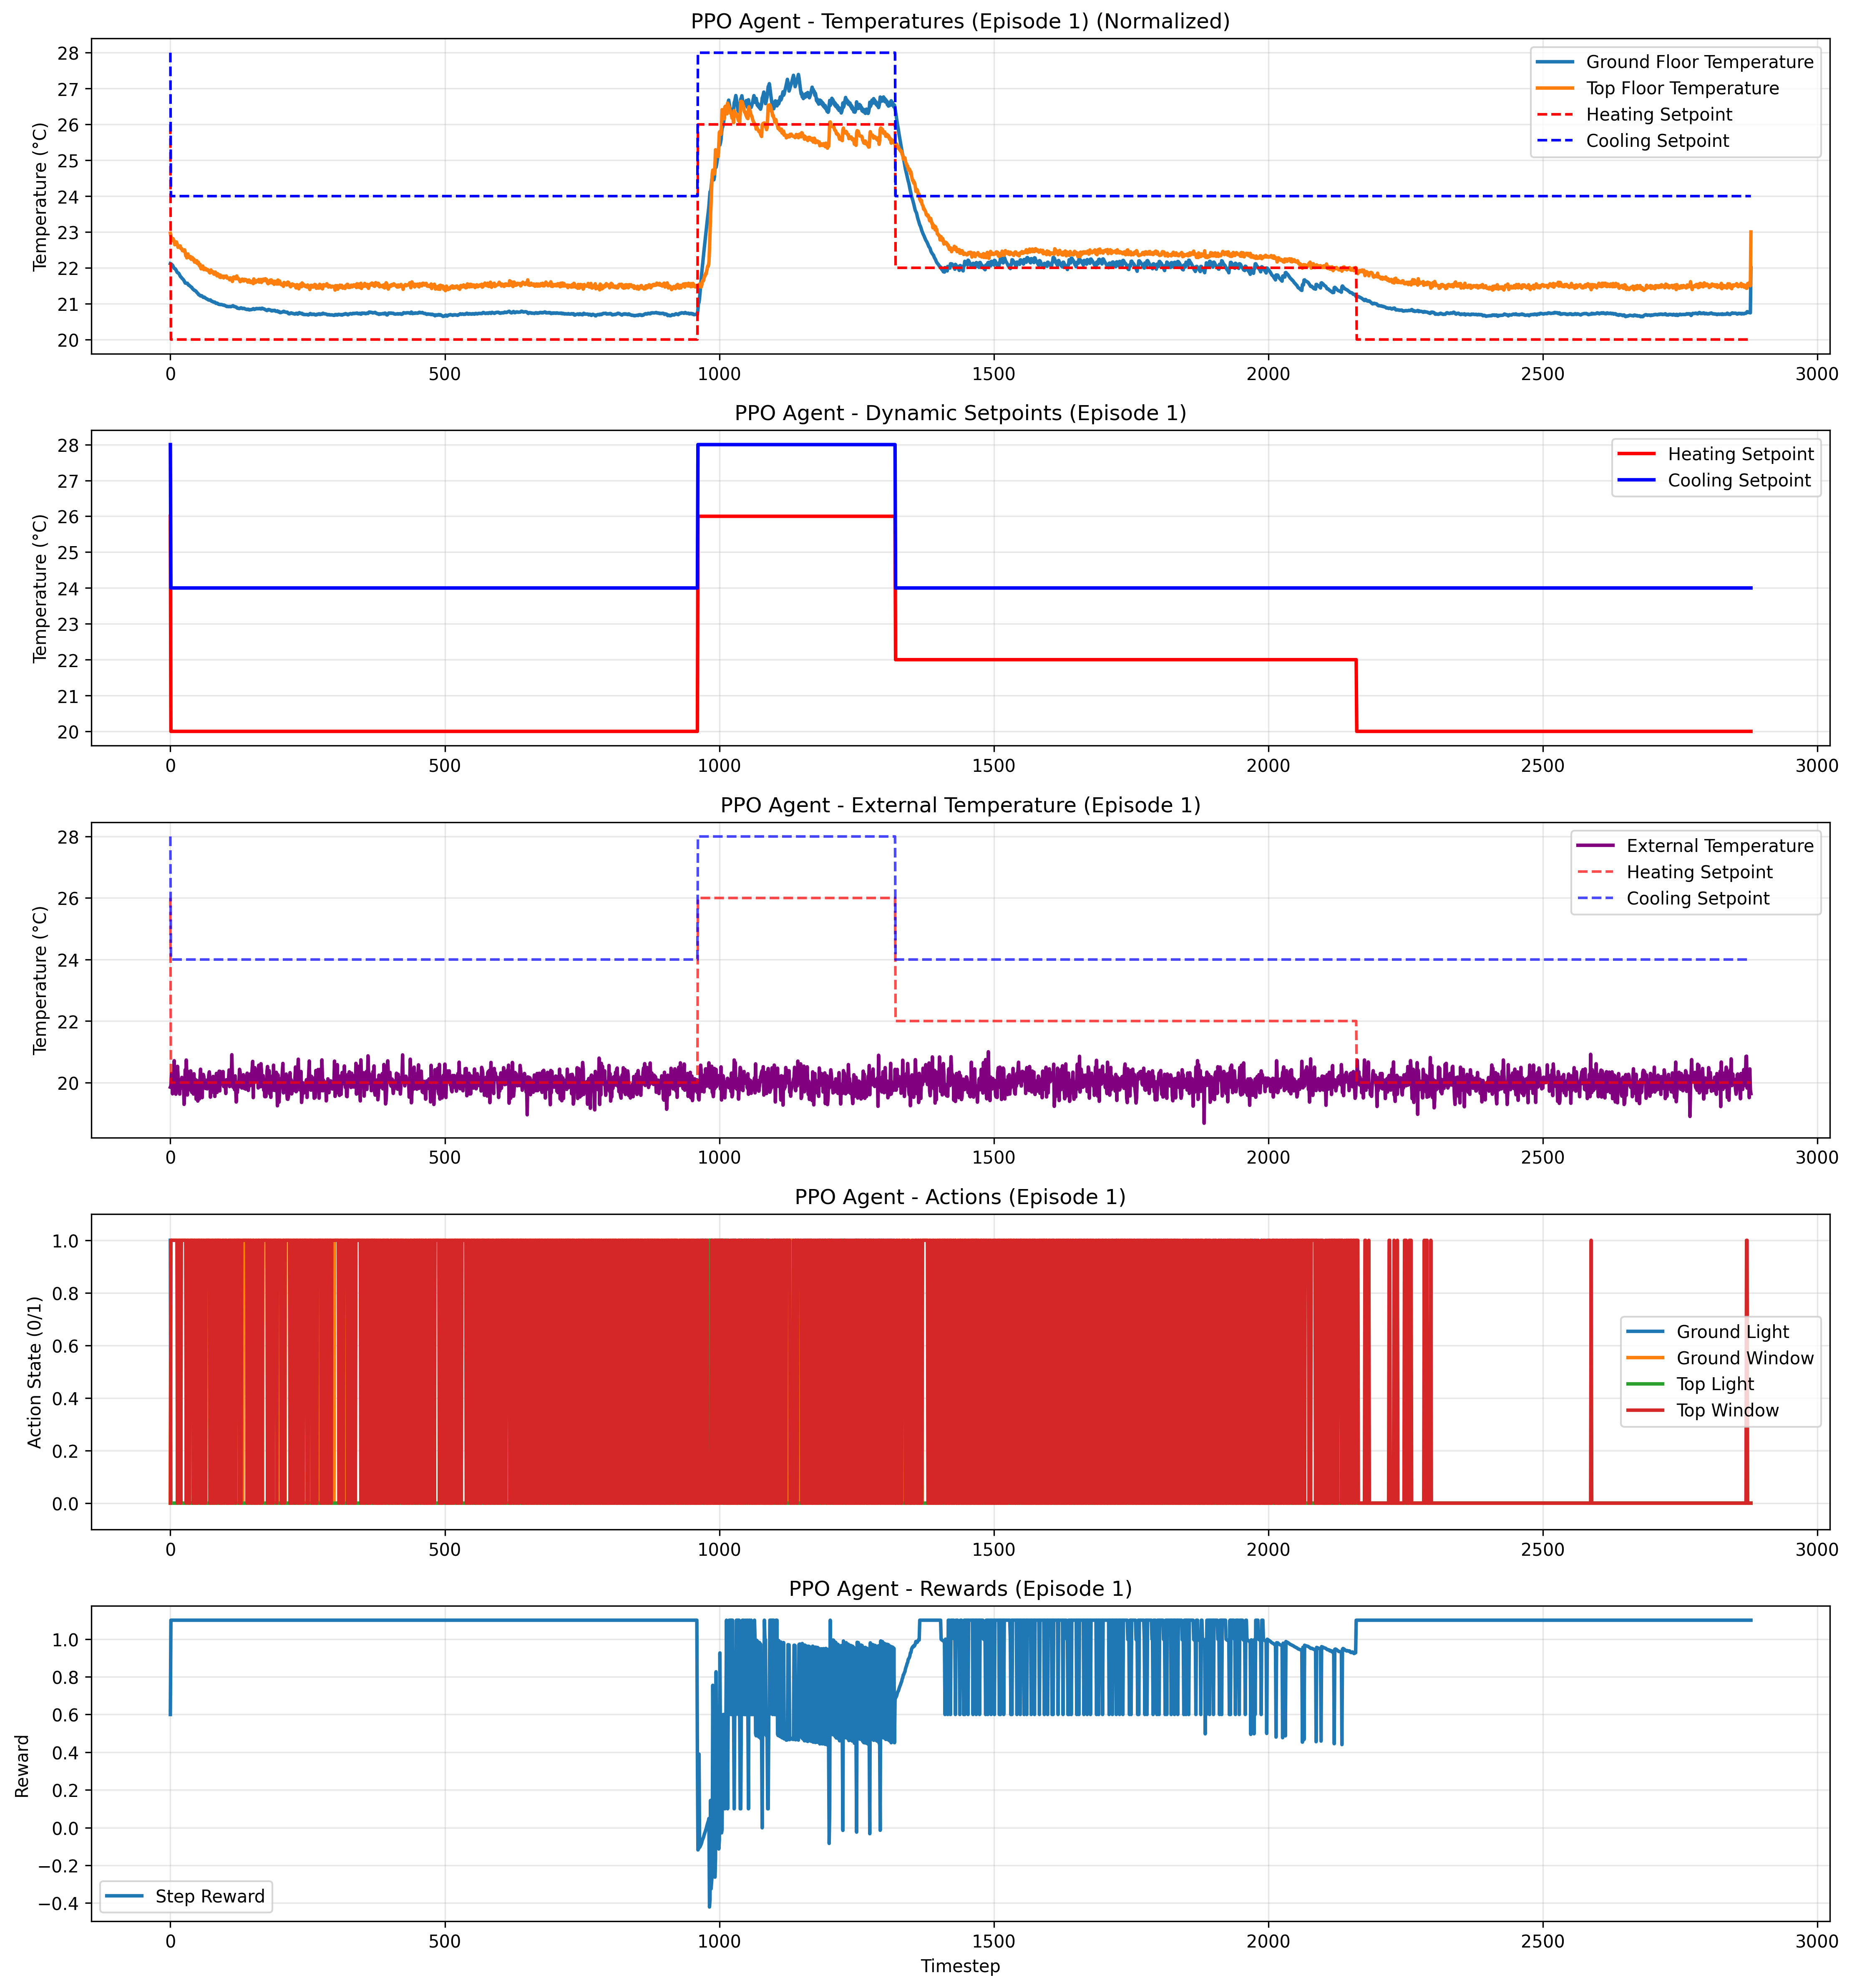 PPO Agent - Temperatures (Episode 1) (Normalized)
Temperature (°C)
28
27
26
25
24
23
22
21
20
Ground Floor Temperature
Top Floor Temperature
Heating Setpoint
Cooling Setpoint
0 500 1000 1500 2000 2500 3000
PPO Agent - Dynamic Setpoints (Episode 1)
Temperature (°C)
28
27
26
25
24
23
22
21
20
Heating Setpoint
Cooling Setpoint
0 500 1000 1500 2000 2500 3000
PPO Agent - External Temperature (Episode 1)
Temperature (°C)
28
26
24
22
20
External Temperature
Heating Setpoint
Cooling Setpoint
0 500 1000 1500 2000 2500 3000
PPO Agent - Actions (Episode 1)
Action State (0/1)
1.0
0.8
0.6
0.4
0.2
0.0
Ground Light
Ground Window
Top Light
Top Window
0 500 1000 1500 2000 2500 3000
PPO Agent - Rewards (Episode 1)
Reward
1.0
0.8
0.6
0.4
0.2
0.0
−0.2
−0.4
Step Reward
0 500 1000 1500 2000 2500 3000
Timestep